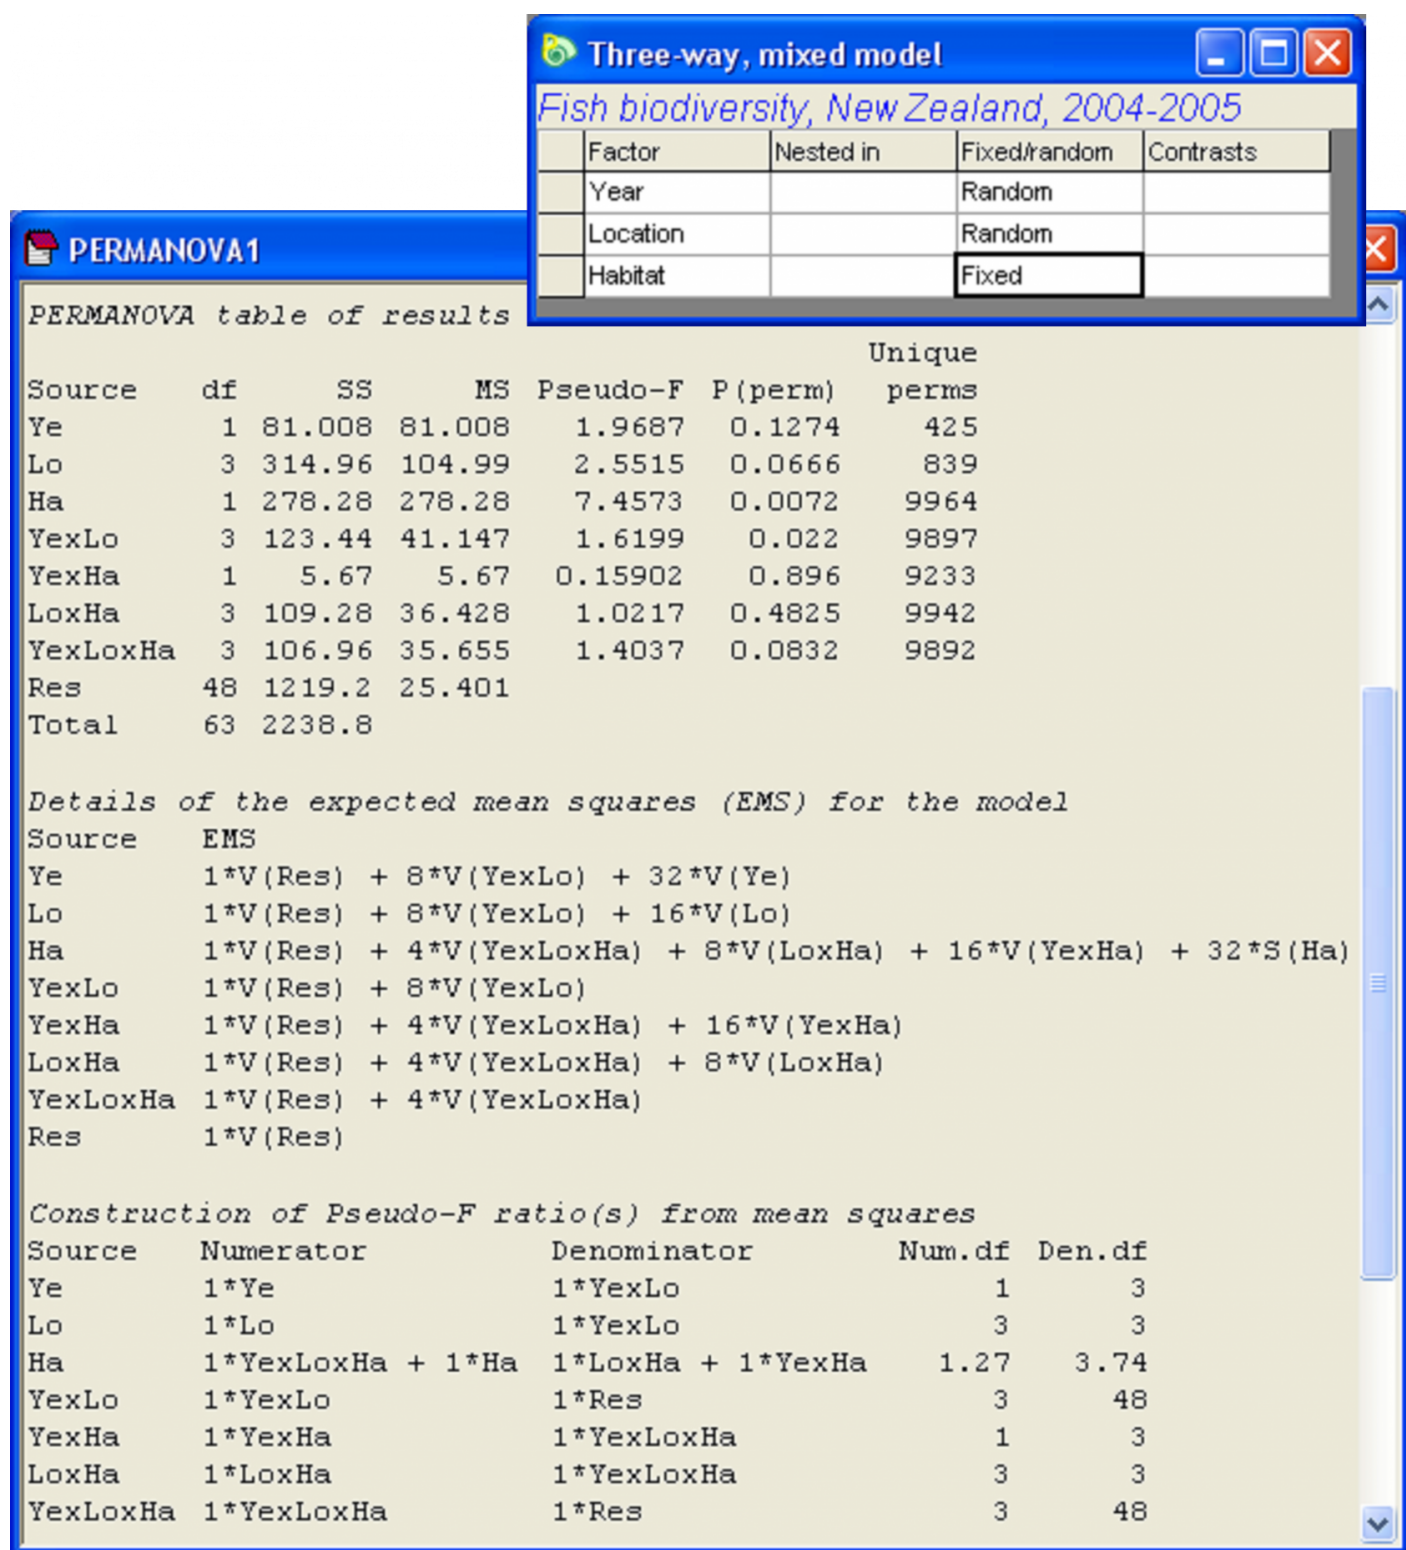 Three-way, mixed model
Fish biodiversity, New Zealand, 2004-2005
Factor Nested in Fixed/random Contrasts
Year Random
Location Random
Habitat Fixed
PERMANOVA1
PERMANOVA table of results
Unique
Source df SS MS Pseudo-F P(perm) perms
Ye 1 81.008 81.008 1.9687 0.1274 425
Lo 3 314.96 104.99 2.5515 0.0666 839
Ha 1 278.28 278.28 7.4573 0.0072 9964
YexLo 3 123.44 41.147 1.6199 0.022 9897
YexHa 1 5.67 5.67 0.15902 0.896 9233
LoxHa 3 109.28 36.428 1.0217 0.4825 9942
YexLoxHa 3 106.96 35.655 1.4037 0.0832 9892
Res 48 1219.2 25.401
Total 63 2238.8
Details of the expected mean squares (EMS) for the model
Source EMS
Ye 1*V(Res) + 8*V(YexLo) + 32*V(Ye)
Lo 1*V(Res) + 8*V(YexLo) + 16*V(Lo)
Ha 1*V(Res) + 4*V(YexLoxHa) + 8*V(LoxHa) + 16*V(YexHa) + 32*S(Ha)
YexLo 1*V(Res) + 8*V(YexLo)
YexHa 1*V(Res) + 4*V(YexLoxHa) + 16*V(YexHa)
LoxHa 1*V(Res) + 4*V(YexLoxHa) + 8*V(LoxHa)
YexLoxHa 1*V(Res) + 4*V(YexLoxHa)
Res 1*V(Res)
Construction of Pseudo-F ratio(s) from mean squares
Source Numerator Denominator Num.df Den.df
Ye 1*Ye 1*YexLo 1 3
Lo 1*Lo 1*YexLo 3 3
Ha 1*YexLoxHa + 1*Ha 1*LoxHa + 1*YexHa 1.27 3.74
YexLo 1*YexLo 1*Res 3 48
YexHa 1*YexHa 1*YexLoxHa 1 3
LoxHa 1*LoxHa 1*YexLoxHa 3 3
YexLoxHa 1*YexLoxHa 1*Res 3 48